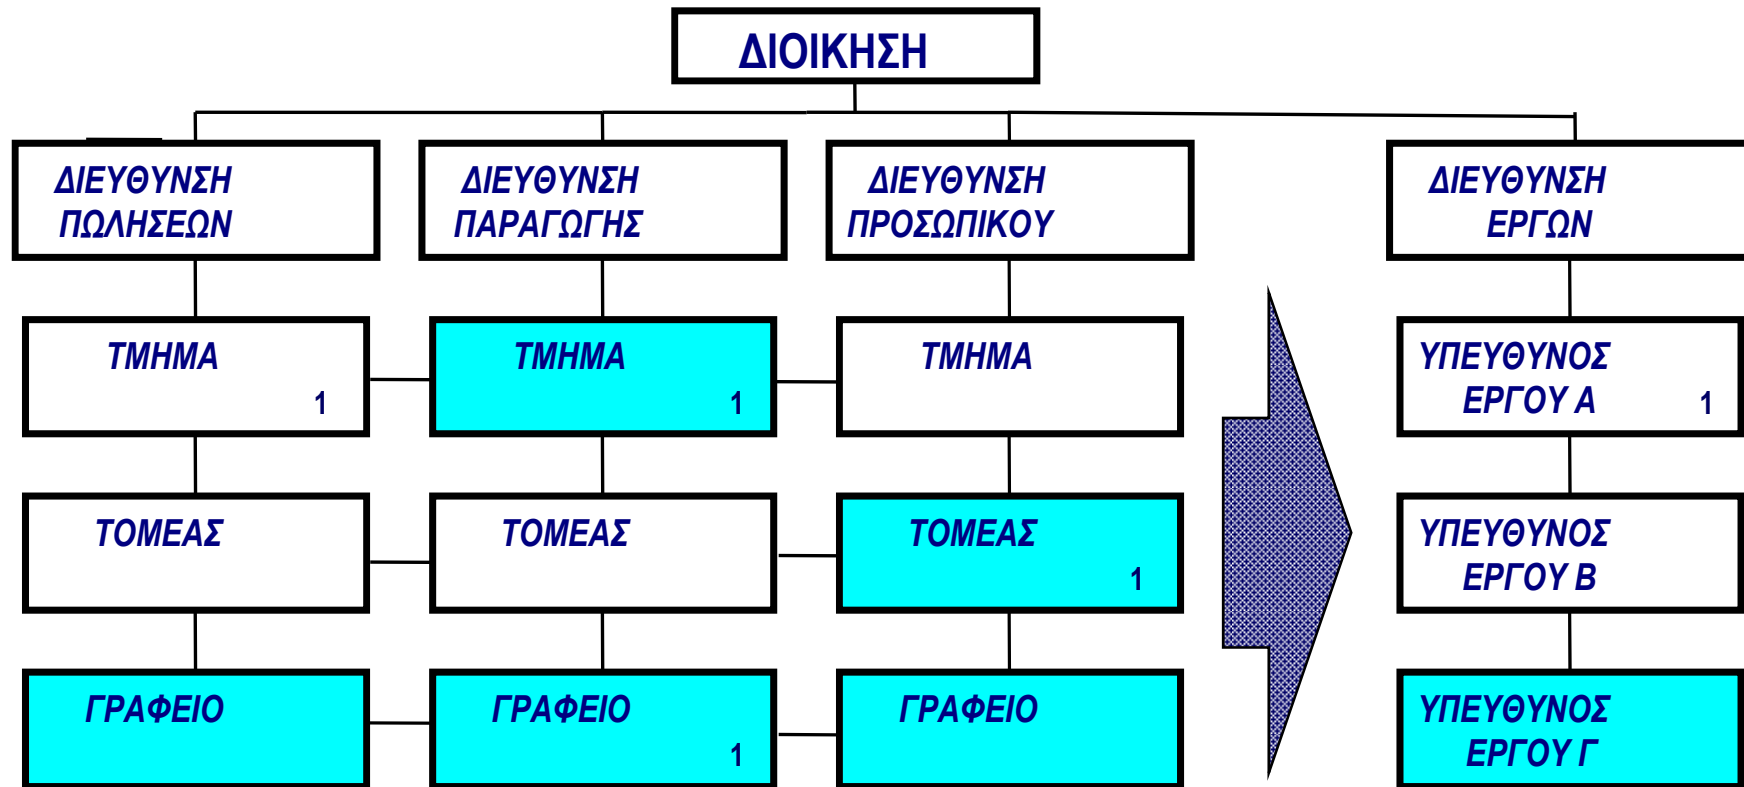 ΔΙΟΙΚΗΣΗ
ΔΙΕΥΘΥΝΣΗ
ΠΩΛΗΣΕΩΝ
ΔΙΕΥΘΥΝΣΗ
ΠΑΡΑΓΩΓΗΣ
ΔΙΕΥΘΥΝΣΗ
ΠΡΟΣΩΠΙΚΟΥ
ΔΙΕΥΘΥΝΣΗ
ΕΡΓΩΝ
ΤΜΗΜΑ
1
ΤΜΗΜΑ
1
ΤΜΗΜΑ
ΥΠΕΥΘΥΝΟΣ
ΕΡΓΟΥ Α 1
ΤΟΜΕΑΣ
ΤΟΜΕΑΣ
ΤΟΜΕΑΣ
1
ΥΠΕΥΘΥΝΟΣ
ΕΡΓΟΥ Β
ΓΡΑΦΕΙΟ
ΓΡΑΦΕΙΟ
1
ΓΡΑΦΕΙΟ
ΥΠΕΥΘΥΝΟΣ
ΕΡΓΟΥ Γ